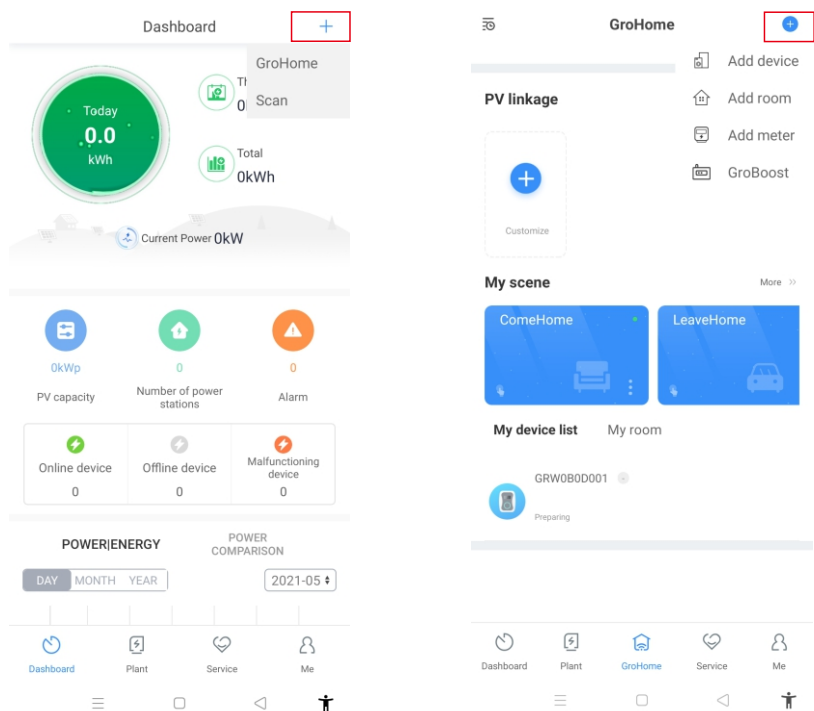 Dashboard
GroHome
Scan
Today
0.0
kWh
Th
0
Total
0kWh
Current Power 0kW
0kWp
0
0
PV capacity
Number of power
stations
Alarm
Online device
Offline device
Malfunctioning
device
0
0
0
POWER|ENERGY
POWER
COMPARISON
DAY MONTH YEAR
2021-05
Dashboard
Plant
Service
Me
GroHome
Add device
Add room
Add meter
GroBoost
PV linkage
Customize
My scene
More
ComeHome
LeaveHome
My device list
My room
GRW0B0D001
Preparing
Dashboard
Plant
GroHome
Service
Me